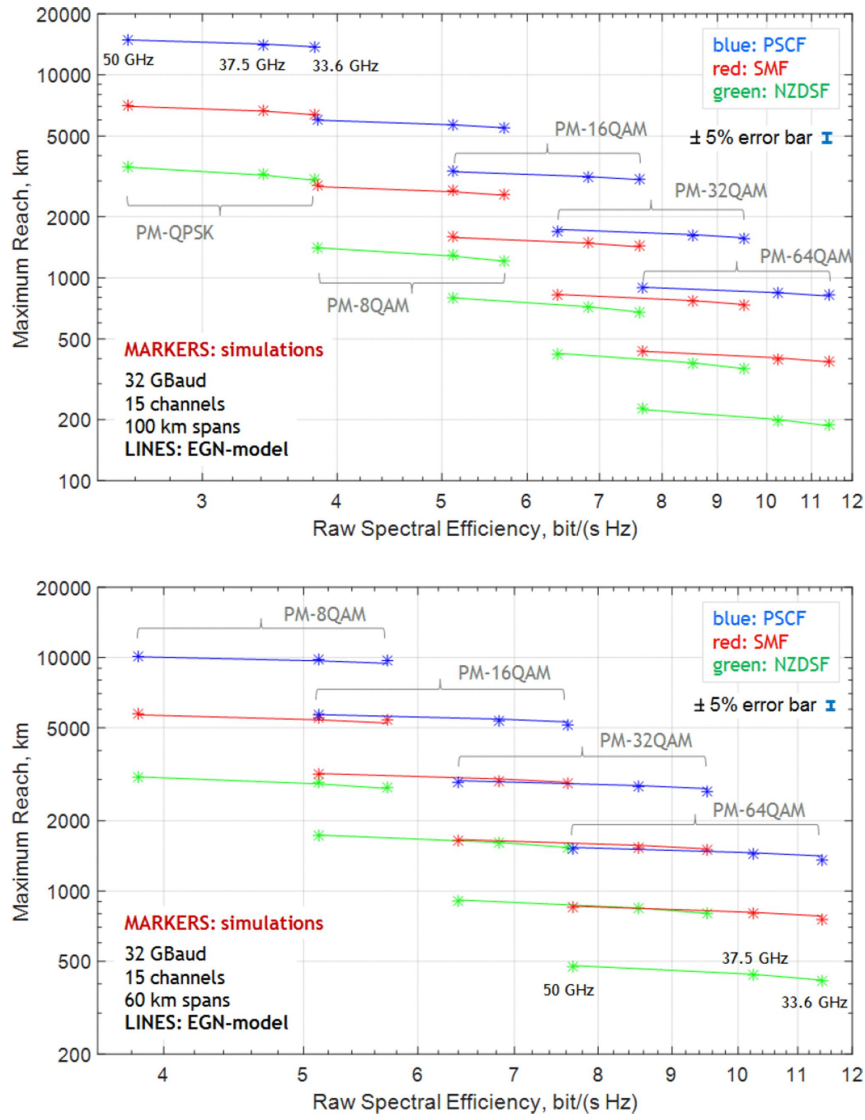 20000
10000
5000
2000
1000
500
200
100
Maximum Reach, km
50 GHz
37.5 GHz
33.6 GHz
blue: PSCF
red: SMF
green: NZDSF
± 5% error bar
PM-16QAM
PM-32QAM
PM-64QAM
PM-QPSK
PM-8QAM
MARKERS: simulations
32 GBaud
15 channels
100 km spans
LINES: EGN-model
3 4 5 6 7 8 9 10 11 12
Raw Spectral Efficiency, bit/(s Hz)
20000
10000
5000
2000
1000
500
200
Maximum Reach, km
PM-8QAM
PM-16QAM
PM-32QAM
PM-64QAM
blue: PSCF
red: SMF
green: NZDSF
± 5% error bar
MARKERS: simulations
32 GBaud
15 channels
60 km spans
LINES: EGN-model
50 GHz
37.5 GHz
33.6 GHz
4 5 6 7 8 9 10 11 12
Raw Spectral Efficiency, bit/(s Hz)